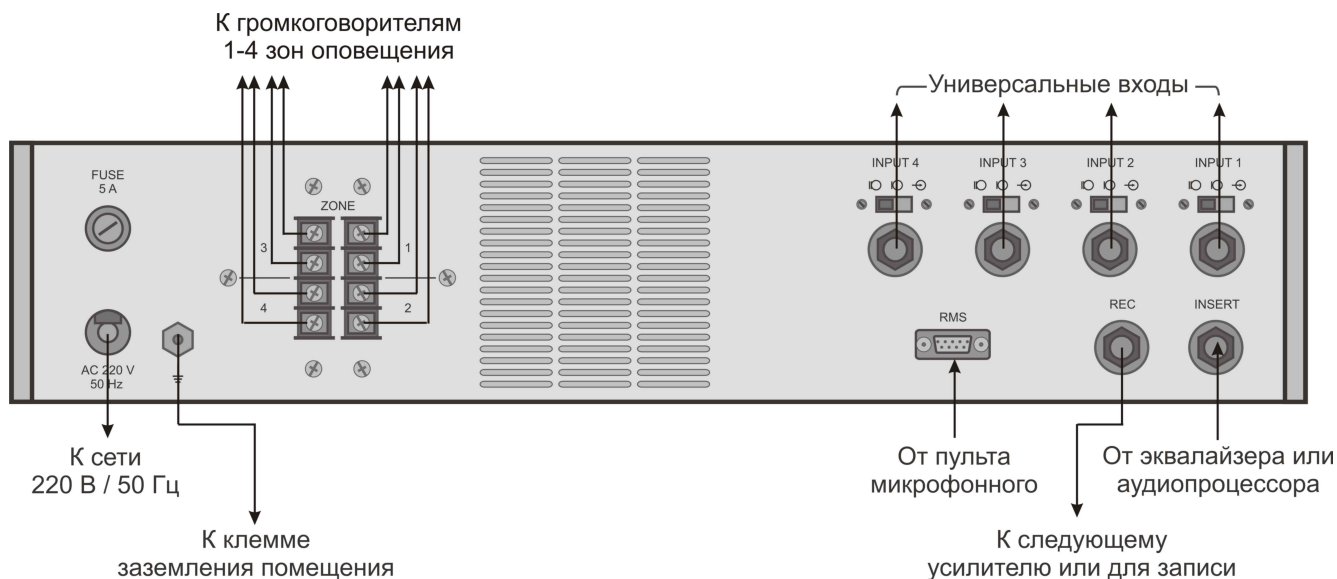 К громкоговорителям
1-4 зон оповещения
Универсальные входы
FUSE
5 A
ZONE
3
1
4
2
INPUT 4
INPUT 3
INPUT 2
INPUT 1
RMS
REC
INSERT
AC 220 V
50 Hz
К сети
220 В / 50 Гц
От пульта
микрофонного
От эквалайзера или
аудиопроцессора
К клемме
заземления помещения
К следующему
усилителю или для записи